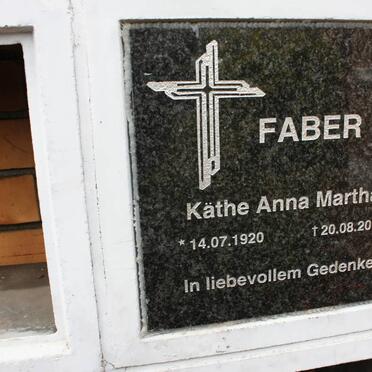 FABER
Käthe Anna Martha
* 14.07.1920 † 20.08.20
In liebevollem Gedenke